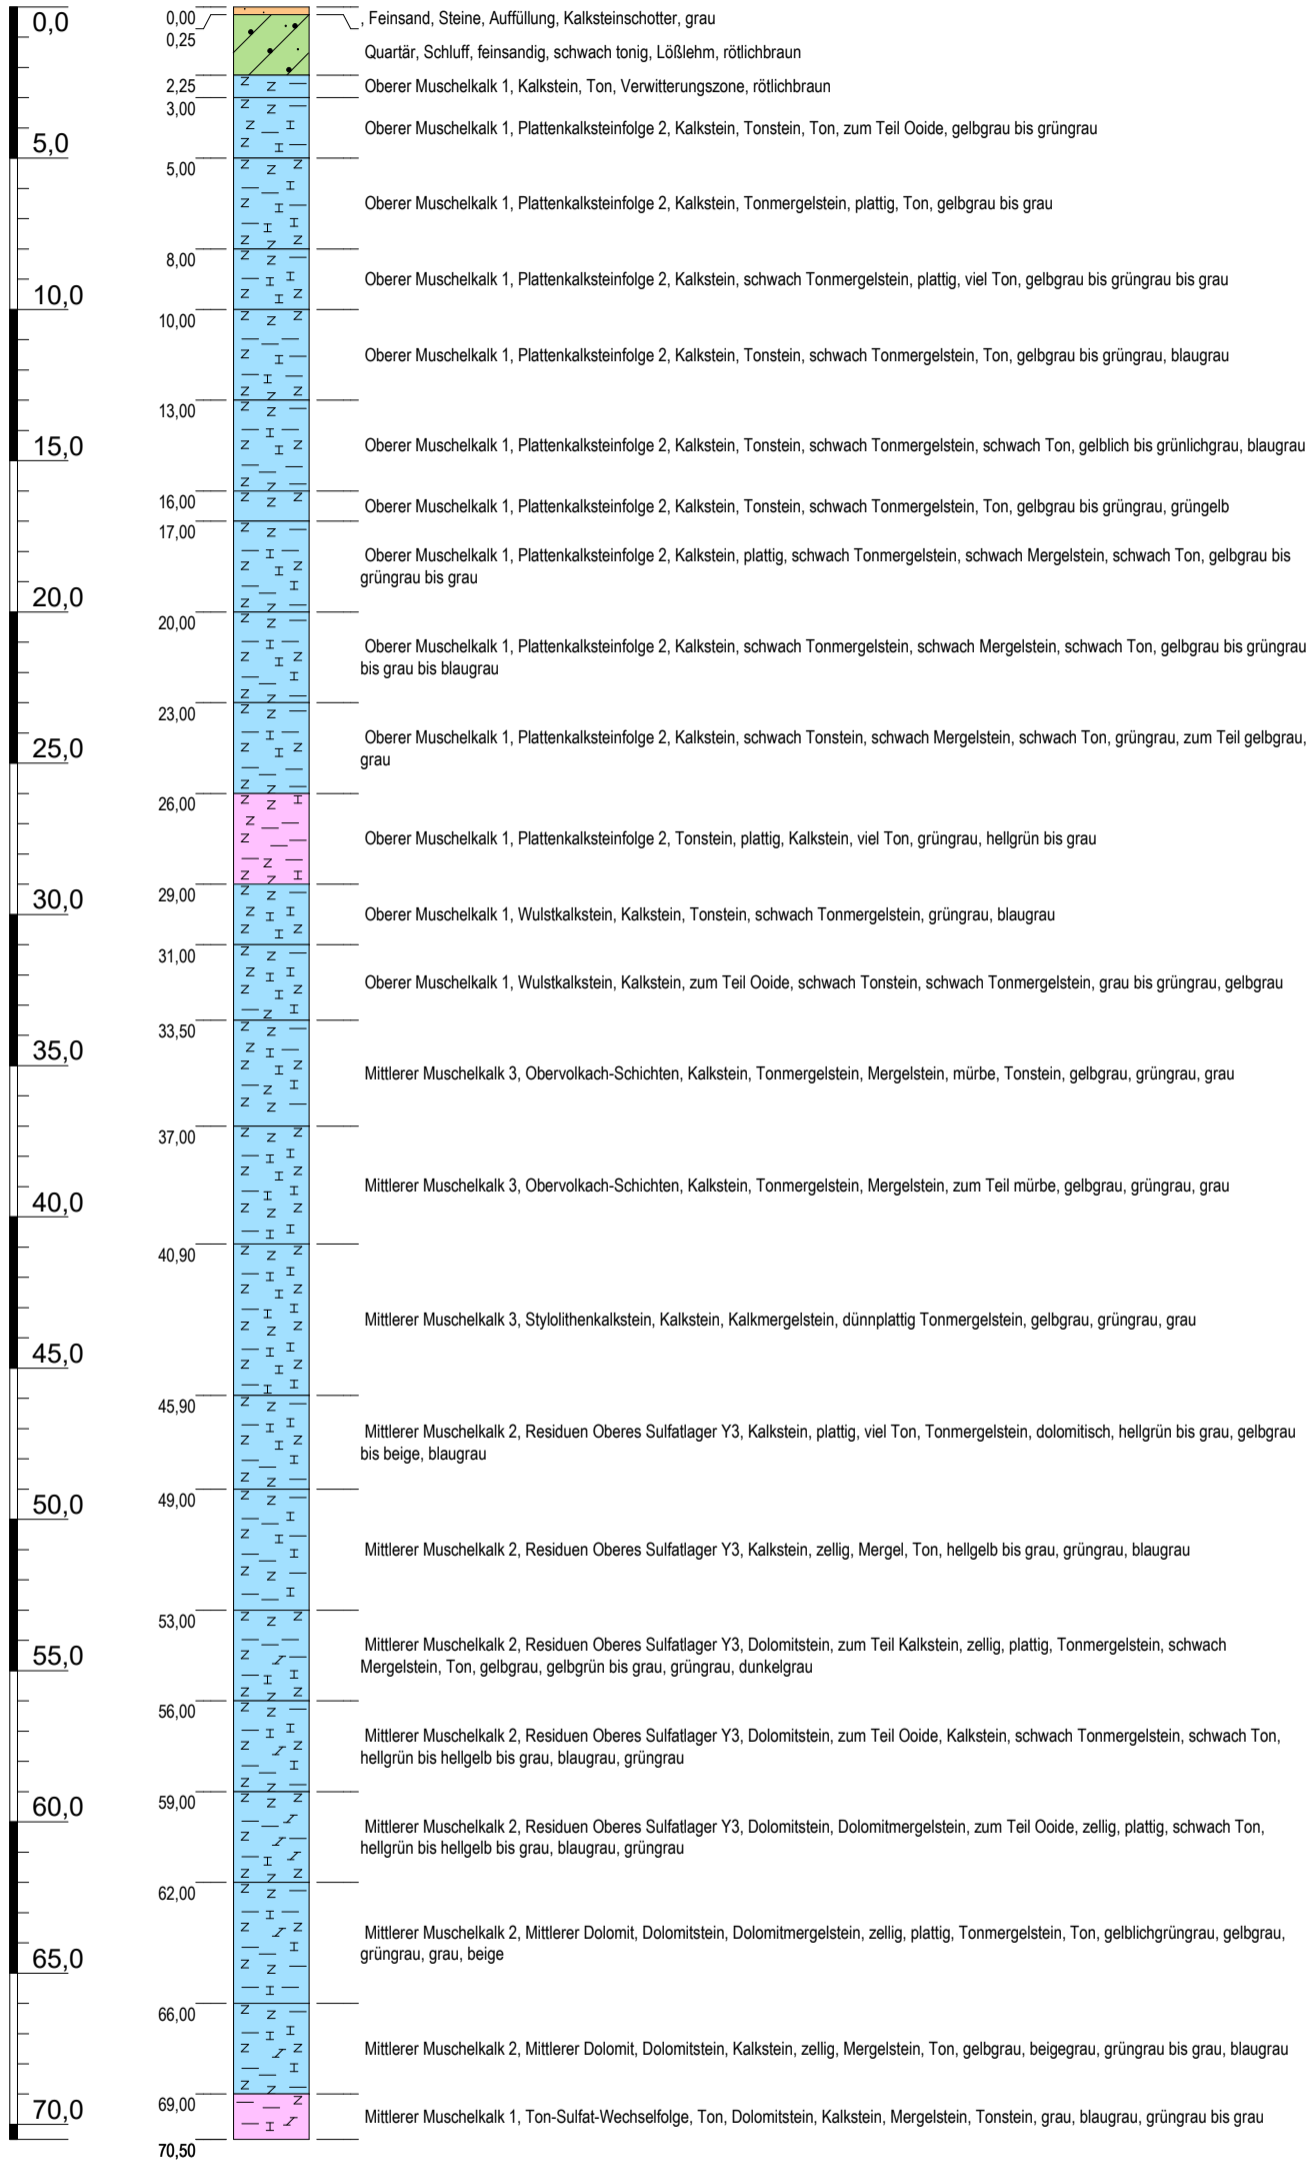 0,0
0,00
, Feinsand, Steine, Auffüllung, Kalksteinschotter, grau
0,25
Quartär, Schluff, feinsandig, schwach tonig, Lößlehm, rötlichbraun
2,25
Oberer Muschelkalk 1, Kalkstein, Ton, Verwitterungszone, rötlichbraun
3,00
Oberer Muschelkalk 1, Plattenkalksteinfolge 2, Kalkstein, Tonstein, Ton, zum Teil Ooide, gelbgrau bis grüngrau
5,0
5,00
Oberer Muschelkalk 1, Plattenkalksteinfolge 2, Kalkstein, Tonmergelstein, plattig, Ton, gelbgrau bis grau
8,00
Oberer Muschelkalk 1, Plattenkalksteinfolge 2, Kalkstein, schwach Tonmergelstein, plattig, viel Ton, gelbgrau bis grüngrau bis grau
10,0
10,00
Oberer Muschelkalk 1, Plattenkalksteinfolge 2, Kalkstein, Tonstein, schwach Tonmergelstein, Ton, gelbgrau bis grüngrau, blaugrau
13,00
Oberer Muschelkalk 1, Plattenkalksteinfolge 2, Kalkstein, Tonstein, schwach Tonmergelstein, schwach Ton, gelblich bis grünlichgrau, blaugrau
15,0
16,00
Oberer Muschelkalk 1, Plattenkalksteinfolge 2, Kalkstein, Tonstein, schwach Tonmergelstein, Ton, gelbgrau bis grüngrau, grüngelb
17,00
Oberer Muschelkalk 1, Plattenkalksteinfolge 2, Kalkstein, plattig, schwach Tonmergelstein, schwach Mergelstein, schwach Ton, gelbgrau bis
grüngrau bis grau
20,0
20,00
Oberer Muschelkalk 1, Plattenkalksteinfolge 2, Kalkstein, schwach Tonmergelstein, schwach Mergelstein, schwach Ton, gelbgrau bis grüngrau
bis grau bis blaugrau
23,00
Oberer Muschelkalk 1, Plattenkalksteinfolge 2, Kalkstein, schwach Tonstein, schwach Mergelstein, schwach Ton, grüngrau, zum Teil gelbgrau,
grau
25,0
26,00
Oberer Muschelkalk 1, Plattenkalksteinfolge 2, Tonstein, plattig, Kalkstein, viel Ton, grüngrau, hellgrün bis grau
29,00
30,0
Oberer Muschelkalk 1, Wulstkalkstein, Kalkstein, Tonstein, schwach Tonmergelstein, grüngrau, blaugrau
31,00
Oberer Muschelkalk 1, Wulstkalkstein, Kalkstein, zum Teil Ooide, schwach Tonstein, schwach Tonmergelstein, grau bis grüngrau, gelbgrau
33,50
35,0
Mittlerer Muschelkalk 3, Obervolkach-Schichten, Kalkstein, Tonmergelstein, Mergelstein, mürbe, Tonstein, gelbgrau, grüngrau, grau
37,00
Mittlerer Muschelkalk 3, Obervolkach-Schichten, Kalkstein, Tonmergelstein, Mergelstein, zum Teil mürbe, gelbgrau, grüngrau, grau
40,0
40,90
Mittlerer Muschelkalk 3, Stylolithenkalkstein, Kalkstein, Kalkmergelstein, dünnplattig Tonmergelstein, gelbgrau, grüngrau, grau
45,0
45,90
Mittlerer Muschelkalk 2, Residuen Oberes Sulfatlager Y3, Kalkstein, plattig, viel Ton, Tonmergelstein, dolomitisch, hellgrün bis grau, gelbgrau
bis beige, blaugrau
49,00
50,0
Mittlerer Muschelkalk 2, Residuen Oberes Sulfatlager Y3, Kalkstein, zellig, Mergel, Ton, hellgelb bis grau, grüngrau, blaugrau
53,00
Mittlerer Muschelkalk 2, Residuen Oberes Sulfatlager Y3, Dolomitstein, zum Teil Kalkstein, zellig, plattig, Tonmergelstein, schwach
Mergelstein, Ton, gelbgrau, gelbgrün bis grau, grüngrau, dunkelgrau
55,0
56,00
Mittlerer Muschelkalk 2, Residuen Oberes Sulfatlager Y3, Dolomitstein, zum Teil Ooide, Kalkstein, schwach Tonmergelstein, schwach Ton,
hellgrün bis hellgelb bis grau, blaugrau, grüngrau
59,00
60,0
Mittlerer Muschelkalk 2, Residuen Oberes Sulfatlager Y3, Dolomitstein, Dolomitmergelstein, zum Teil Ooide, zellig, plattig, schwach Ton,
hellgrün bis hellgelb bis grau, blaugrau, grüngrau
62,00
Mittlerer Muschelkalk 2, Mittlerer Dolomit, Dolomitstein, Dolomitmergelstein, zellig, plattig, Tonmergelstein, Ton, gelblichgrüngrau, gelbgrau,
grüngrau, grau, beige
65,0
66,00
Mittlerer Muschelkalk 2, Mittlerer Dolomit, Dolomitstein, Kalkstein, zellig, Mergelstein, Ton, gelbgrau, beigegrau, grüngrau bis grau, blaugrau
69,00
70,0
Mittlerer Muschelkalk 1, Ton-Sulfat-Wechselfolge, Ton, Dolomitstein, Kalkstein, Mergelstein, Tonstein, grau, blaugrau, grüngrau bis grau
70,50